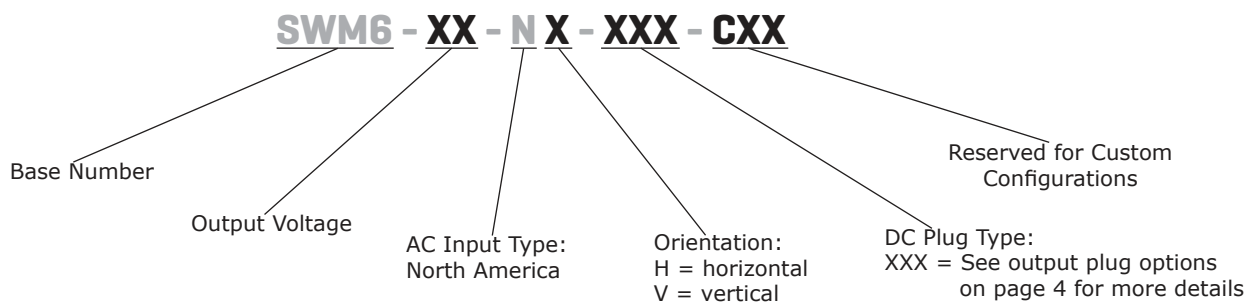 SWM6 - XX - N X - XXX - CXX
Base Number
Output Voltage
AC Input Type:
North America
Orientation:
H = horizontal
V = vertical
DC Plug Type:
XXX = See output plug options
on page 4 for more details
Reserved for Custom
Configurations